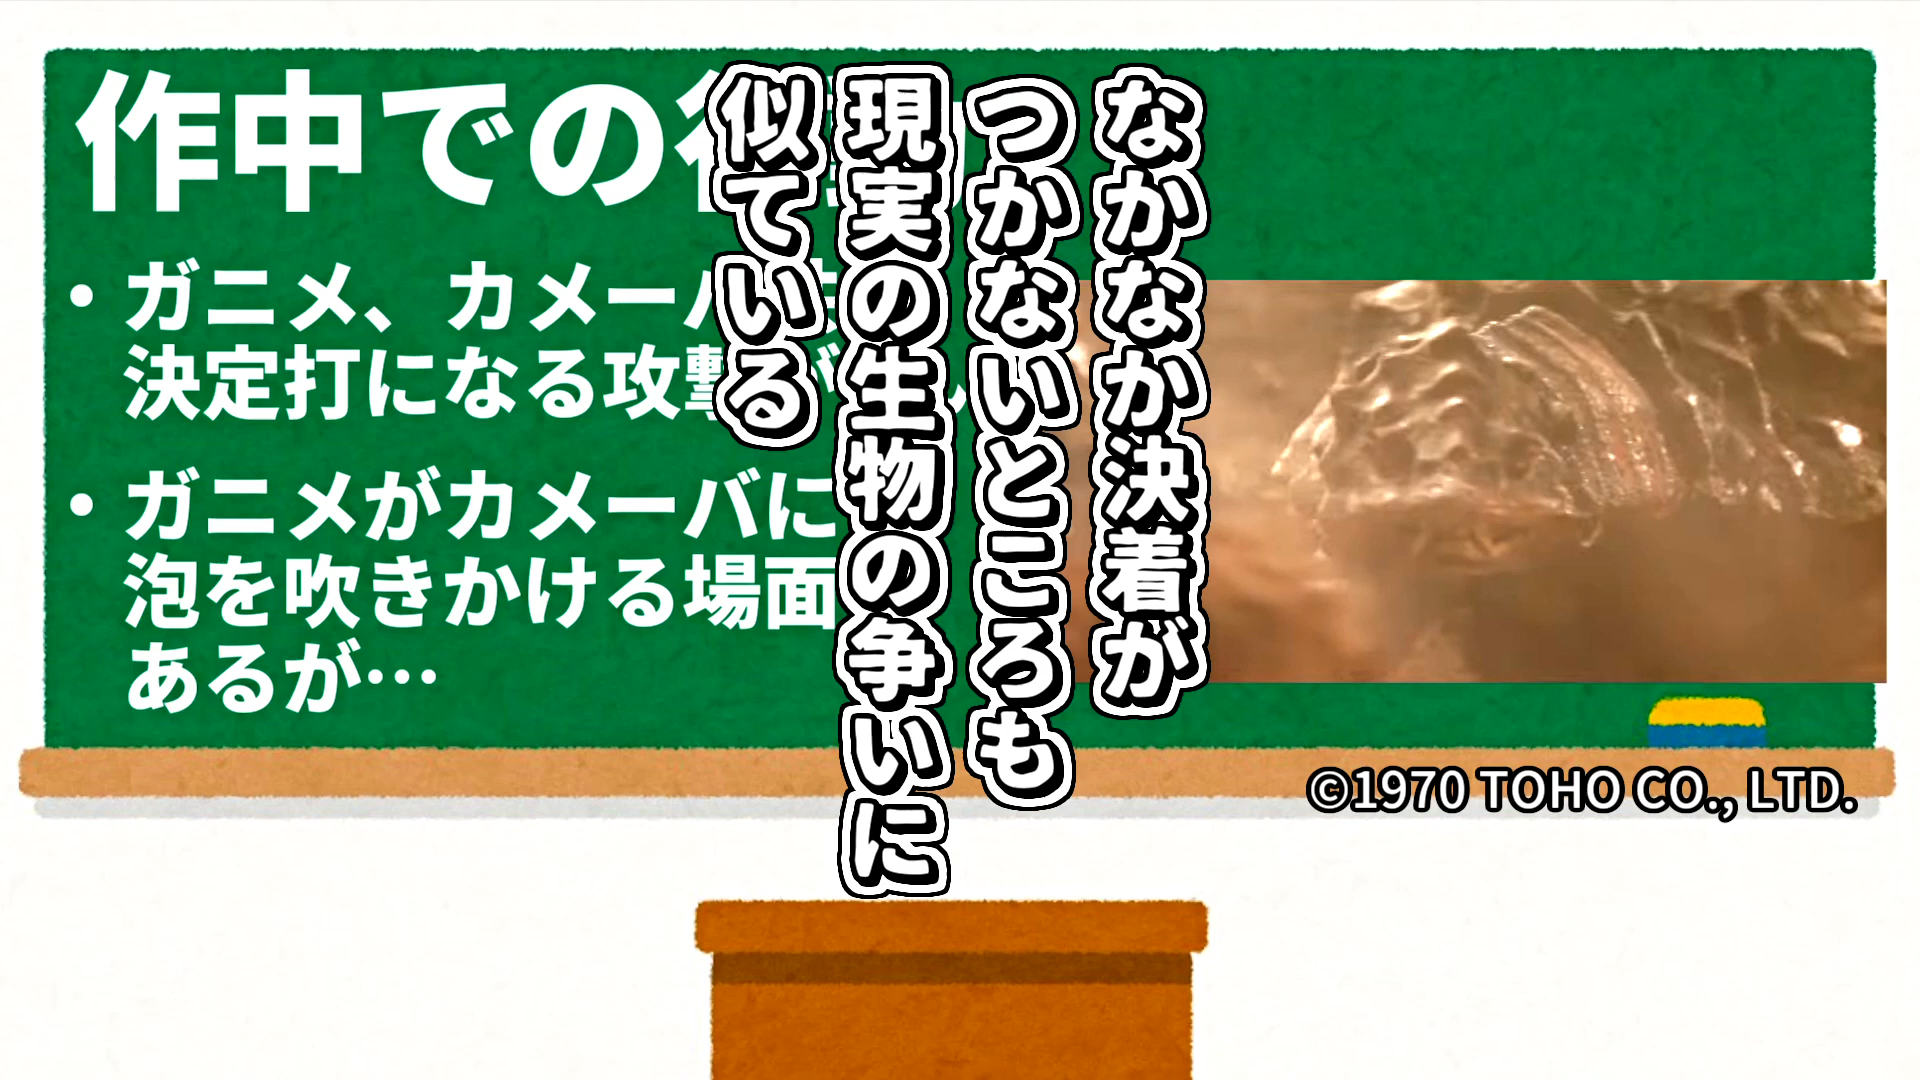 作中での
・ガニメ、カメーバ
決定打になる攻撃が
・ガニメがカメーバに
泡を吹きかける場面
あるが…
なかなか決着が
つかないところも
現実の生物の争いに
似ている
©1970 TOHO CO., LTD.